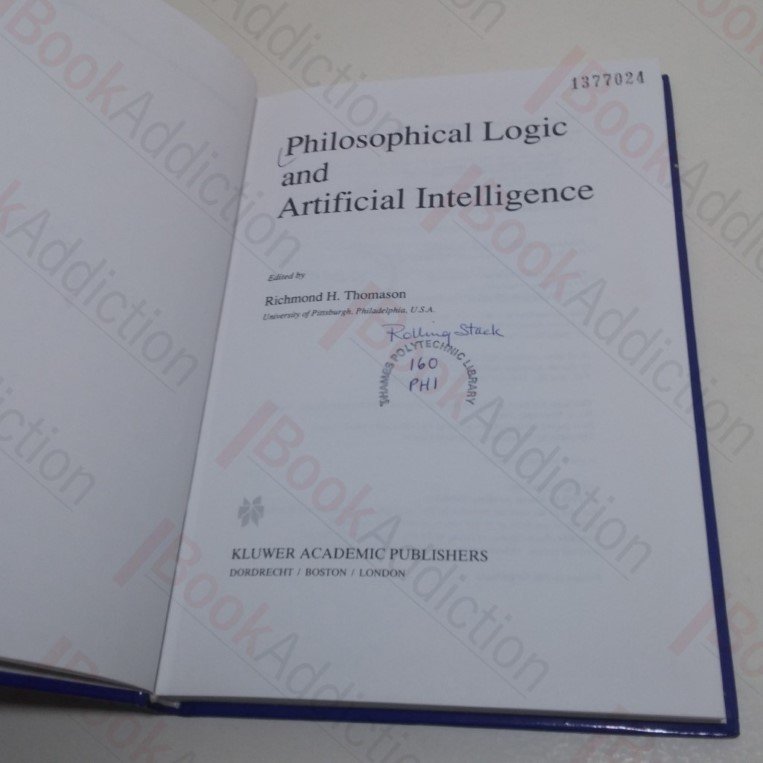 1377024
Philosophical Logic
and
Artificial Intelligence
Edited by
Richmond H. Thomason
University of Pittsburgh, Philadelphia, U.S.A.
Rolling Stack
THAMES POLYTECHNIC LIBRARY
160
PHI
KLUWER ACADEMIC PUBLISHERS
DORDRECHT / BOSTON / LONDON
BookAddiction